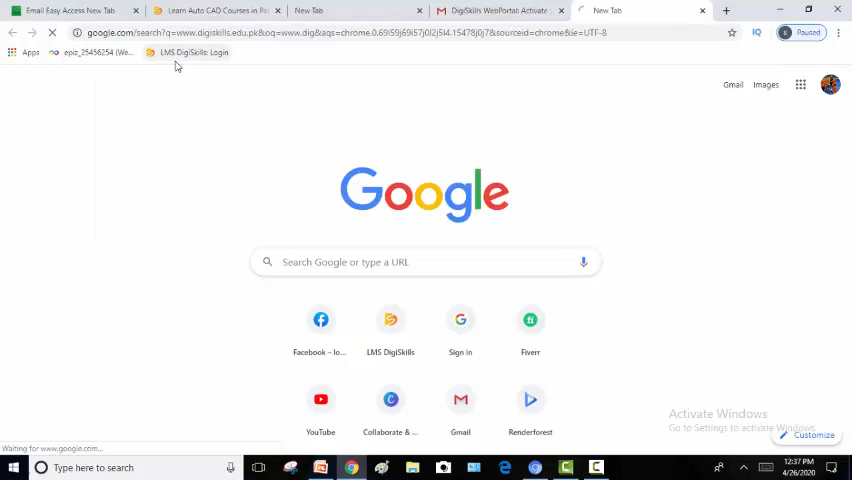 Email Easy Access New Tab
Learn Auto CAD Courses in Pa
New Tab
DigiSkills WebPortal: Activate
New Tab
google.com/search?q=www.digiskills.edu.pk&oq=www.dig&aqs=chrome.0.69i59j69i57j0l2j5l4.15478j0j7&sourceid=chrome&ie=UTF-8
IQ
8
Paused
Apps
epiz_25456254 (We...
LMS DigiSkills: Login
Gmail
Images
Google
Search Google or type a URL
Facebook – lo...
LMS DigiSkills
Sign in
Fiverr
YouTube
Collaborate & ...
Gmail
Renderforest
Activate Windows
Go to Settings to activate Windows.
Customize
Waiting for www.google.com...
Type here to search
12:37 PM
4/26/2020